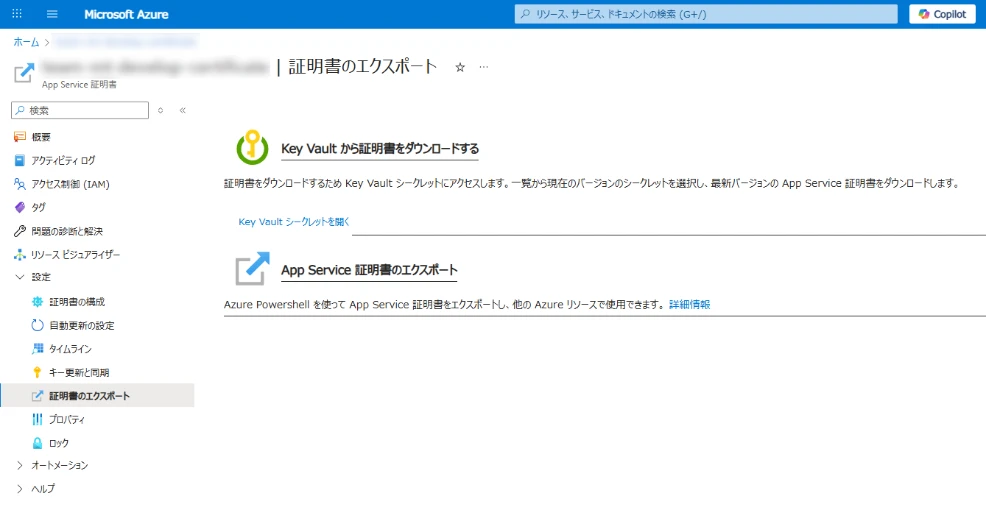 Microsoft Azure
リソース、サービス、ドキュメントの検索 (G+/)
Copilot
ホーム >
| 証明書のエクスポート ☆ …
App Service 証明書
検索
概要
アクティビティ ログ
アクセス制御 (IAM)
タグ
問題の診断と解決
リソース ビジュアライザー
設定
証明書の構成
自動更新の設定
タイムライン
キー更新と同期
証明書のエクスポート
プロパティ
ロック
オートメーション
ヘルプ
Key Vault から証明書をダウンロードする
証明書をダウンロードするため Key Vault シークレットにアクセスします。一覧から現在のバージョンのシークレットを選択し、最新バージョンの App Service 証明書をダウンロードします。
Key Vault シークレットを開く
App Service 証明書のエクスポート
Azure Powershell を使って App Service 証明書をエクスポートし、他の Azure リソースで使用できます。 詳細情報